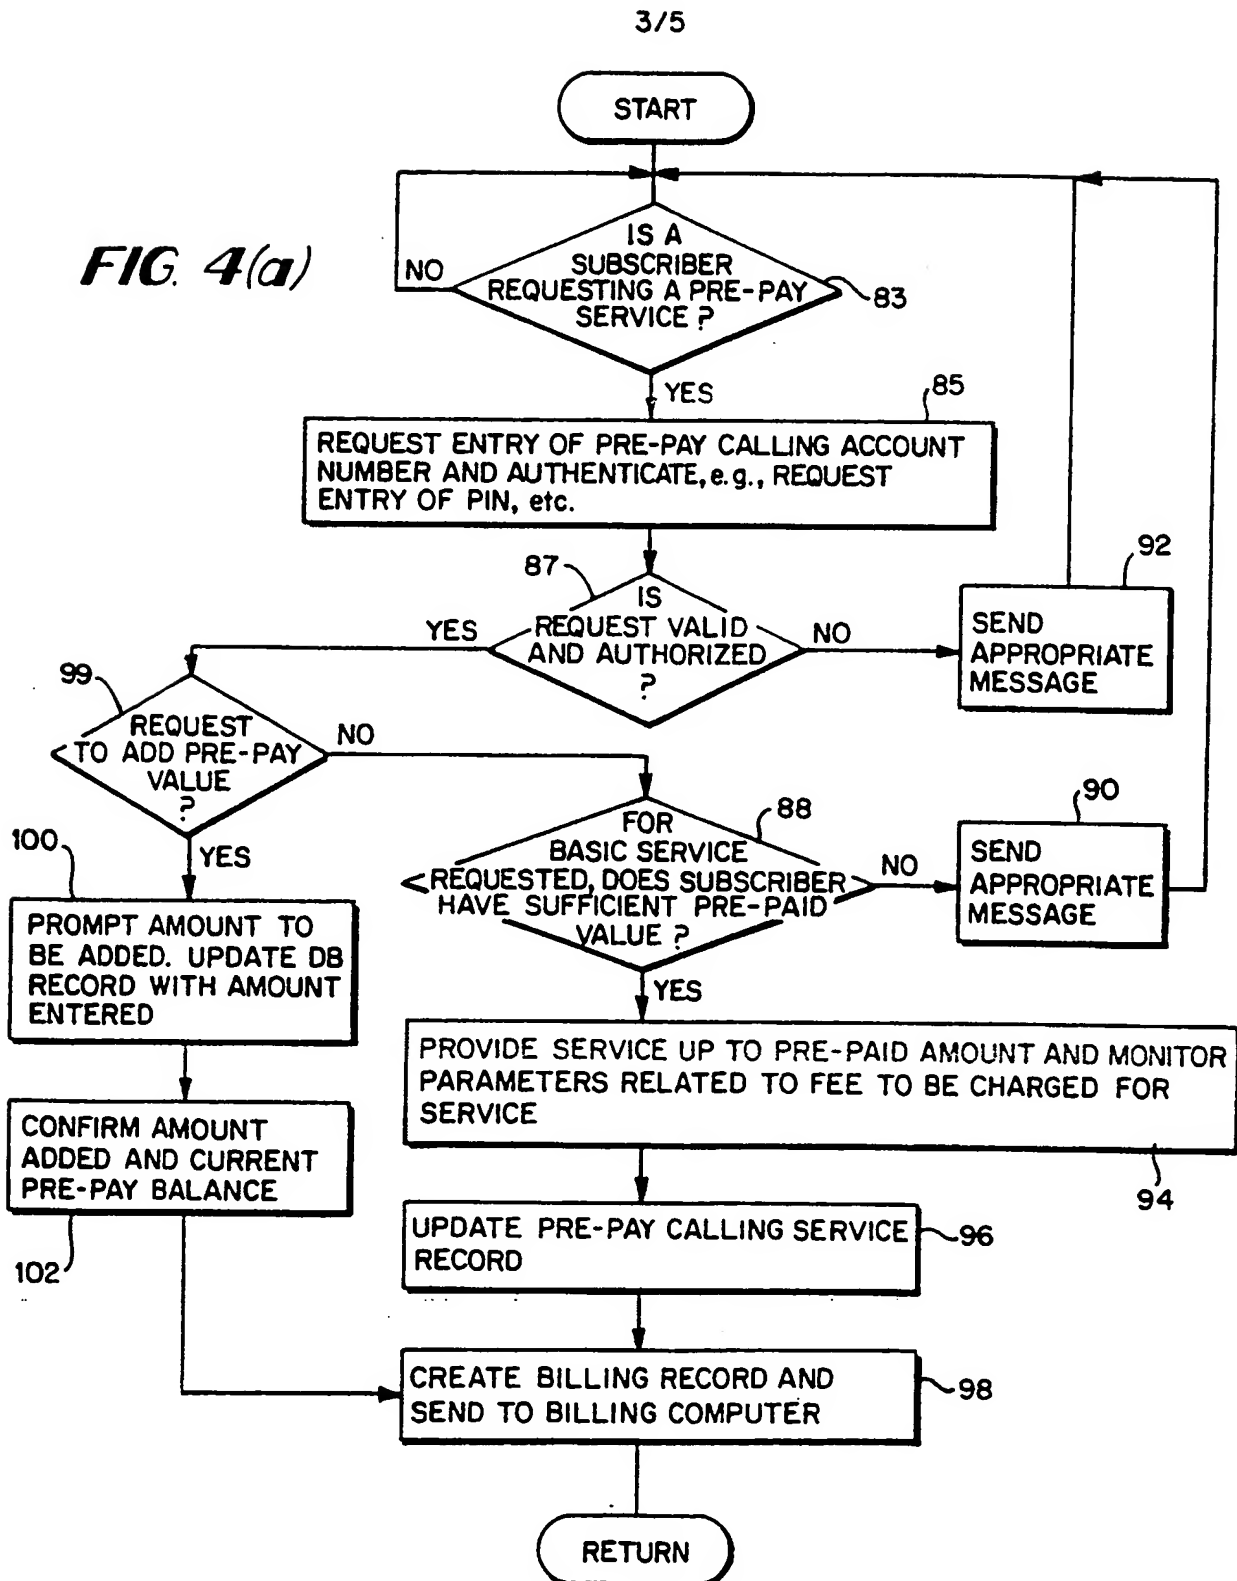 3/5
START
FIG. 4(a)
IS A
SUBSCRIBER
REQUESTING A PRE-PAY
SERVICE ?
NO
83
YES
85
REQUEST ENTRY OF PRE-PAY CALLING ACCOUNT
NUMBER AND AUTHENTICATE, e.g., REQUEST
ENTRY OF PIN, etc.
87
IS
REQUEST VALID
AND AUTHORIZED
?
YES
NO
92
SEND
APPROPRIATE
MESSAGE
99
REQUEST
TO ADD PRE-PAY
VALUE
?
NO
YES
88
FOR
BASIC SERVICE
REQUESTED, DOES SUBSCRIBER
HAVE SUFFICIENT PRE-PAID
VALUE ?
NO
90
SEND
APPROPRIATE
MESSAGE
YES
100
PROMPT AMOUNT TO
BE ADDED. UPDATE DB
RECORD WITH AMOUNT
ENTERED
PROVIDE SERVICE UP TO PRE-PAID AMOUNT AND MONITOR
PARAMETERS RELATED TO FEE TO BE CHARGED FOR
SERVICE
94
CONFIRM AMOUNT
ADDED AND CURRENT
PRE-PAY BALANCE
102
UPDATE PRE-PAY CALLING SERVICE
RECORD
96
CREATE BILLING RECORD AND
SEND TO BILLING COMPUTER
98
RETURN